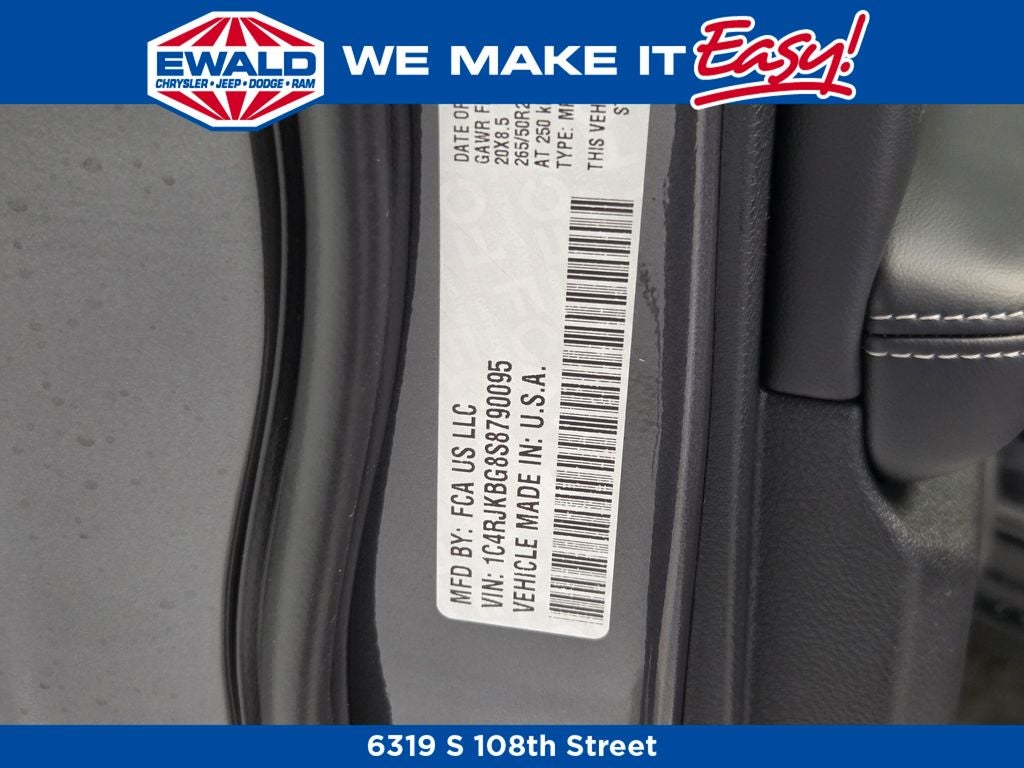 EWALD
CHRYSLER • JEEP • DODGE • RAM
WE MAKE IT Easy!
MFD BY: FCA US LLC
VIN: 1C4RJKBG8S8790095
VEHICLE MADE IN: U.S.A.
DATE OF
GAWR F
20X8.5
265/50R2
AT 250 k
TYPE: MP
THIS VEH
6319 S 108th Street